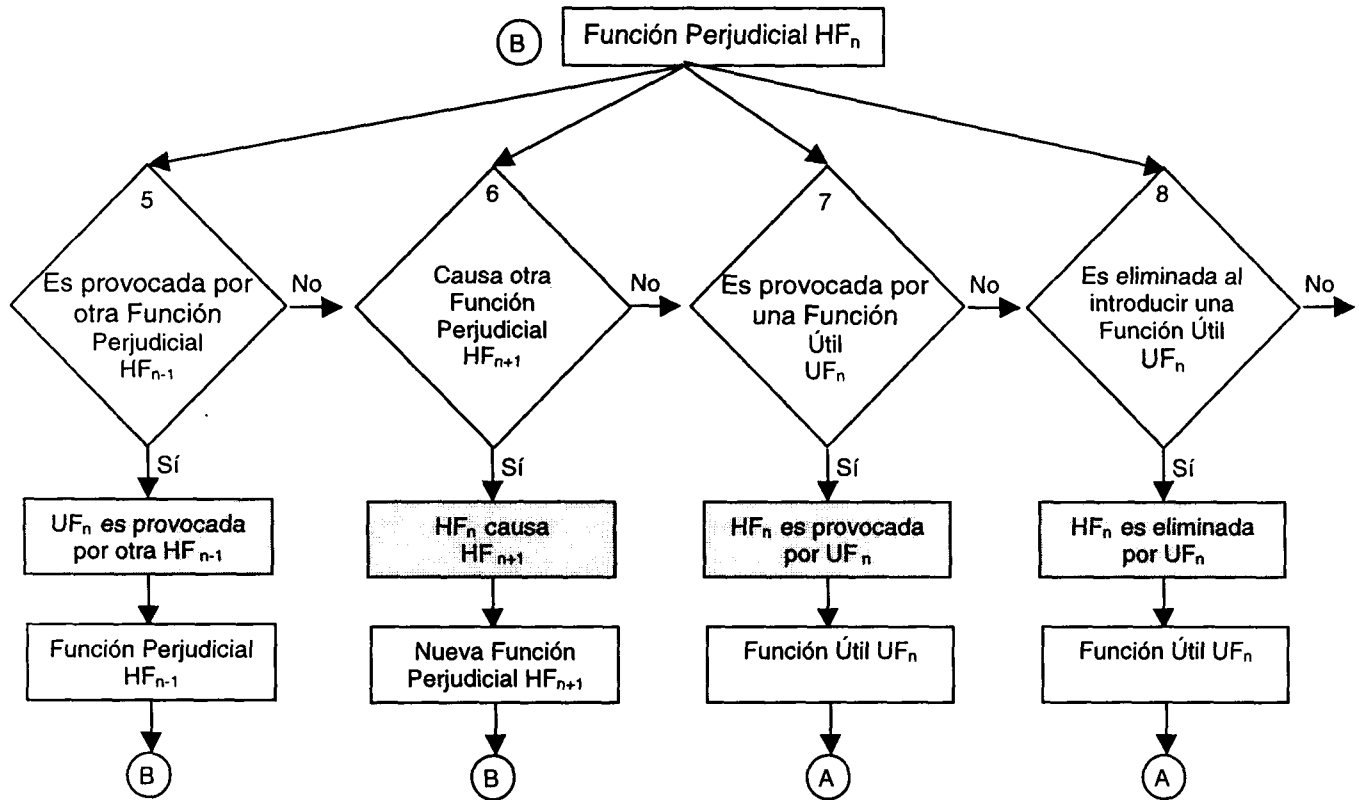 B
Función Perjudicial HFn
5
Es provocada por
otra Función
Perjudicial
HFn-1
No
Sí
UFn es provocada
por otra HFn-1
Función Perjudicial
HFn-1
B
6
Causa otra
Función
Perjudicial
HFn+1
No
Sí
HFn causa
HFn+1
Nueva Función
Perjudicial HFn+1
B
7
Es provocada por
una Función
Útil
UFn
No
Sí
HFn es provocada
por UFn
Función Útil UFn
A
8
Es eliminada al
introducir una
Función Útil
UFn
No
Sí
HFn es eliminada
por UFn
Función Útil UFn
A